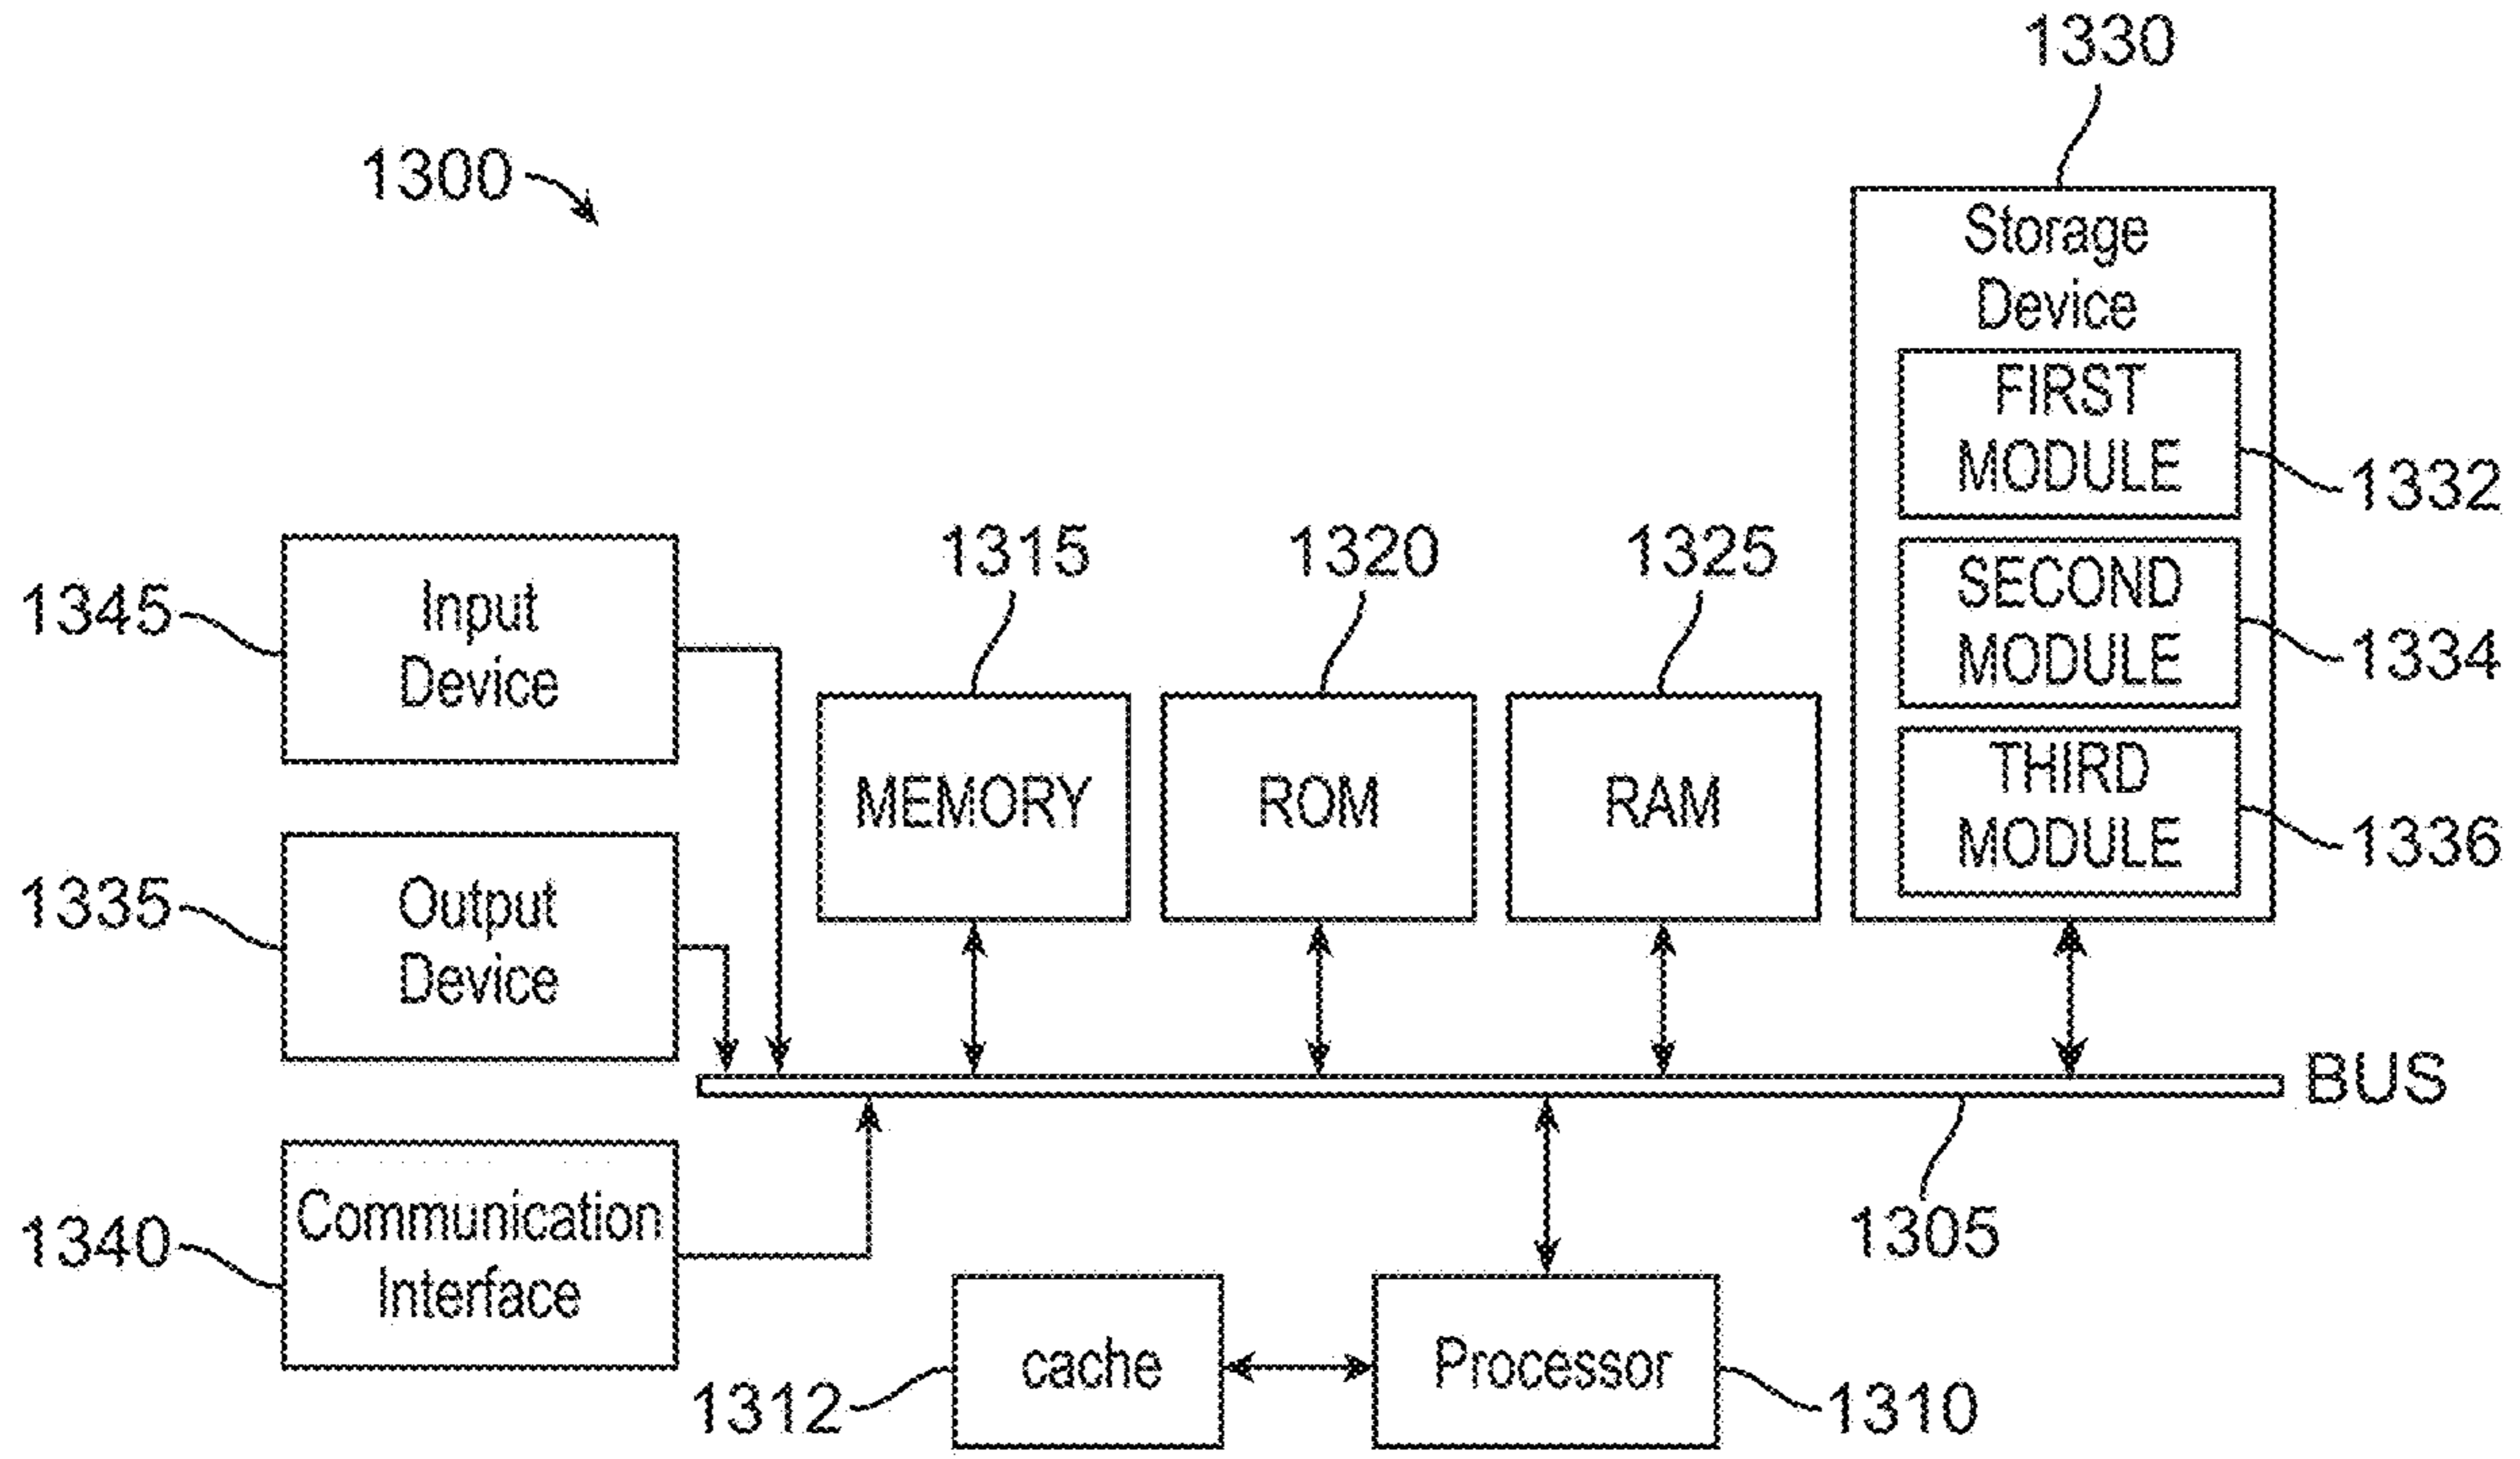 1330
1300
Storage
Device
FIRST
MODULE
1332
SECOND
MODULE
1334
THIRD
MODULE
1336
1345
Input
Device
1315
1320
1325
MEMORY
ROM
RAM
1335
Output
Device
BUS
1305
1340
Communication
Interface
cache
1312
Processor
1310